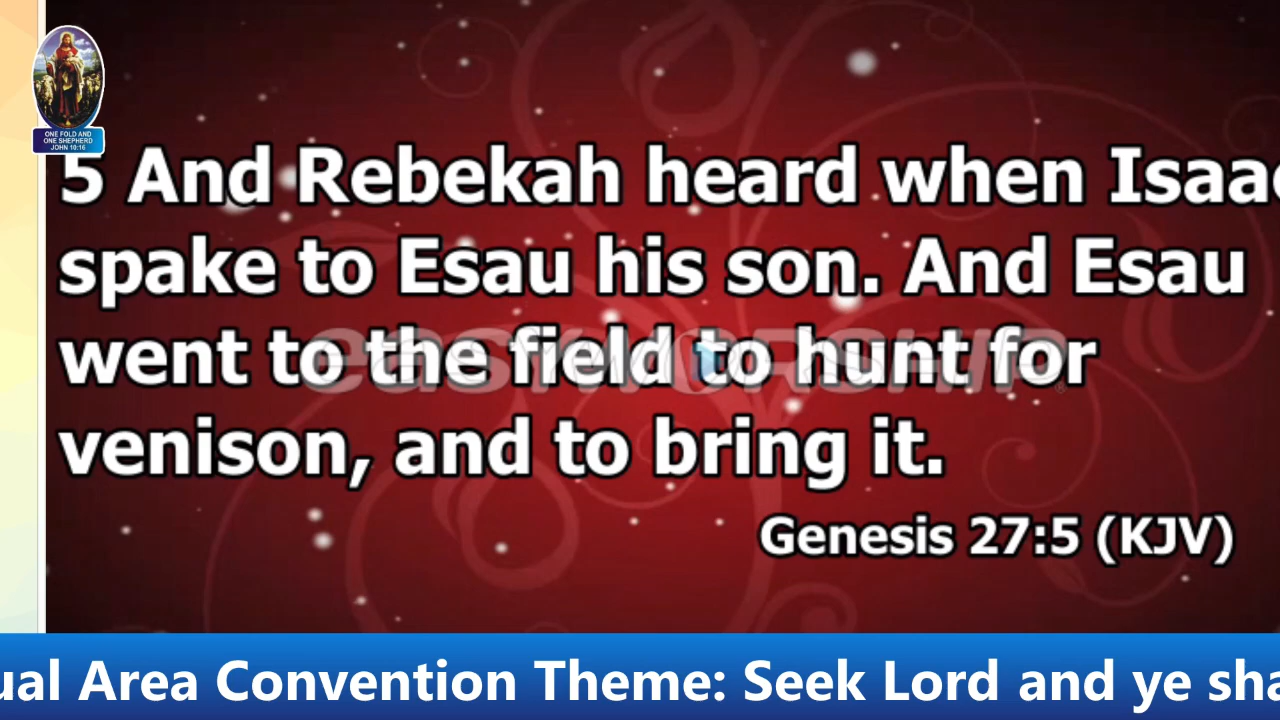 ONE FOLD AND
ONE SHEPHERD
JOHN 10:16
5 And Rebekah heard when Isaac
spake to Esau his son. And Esau
went to the field to hunt for
venison, and to bring it.
easyworship
Genesis 27:5 (KJV)
ual Area Convention Theme: Seek Lord and ye sha